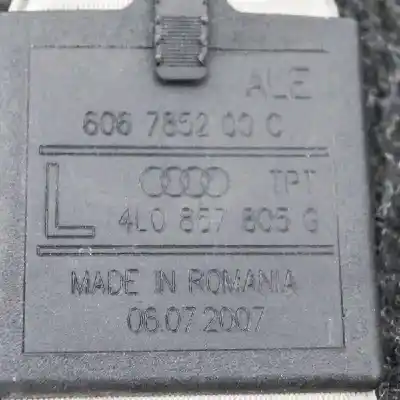 ALE
606 7852 00 C
L TPT
4L0 857 805 G
MADE IN ROMANIA
06.07.2007